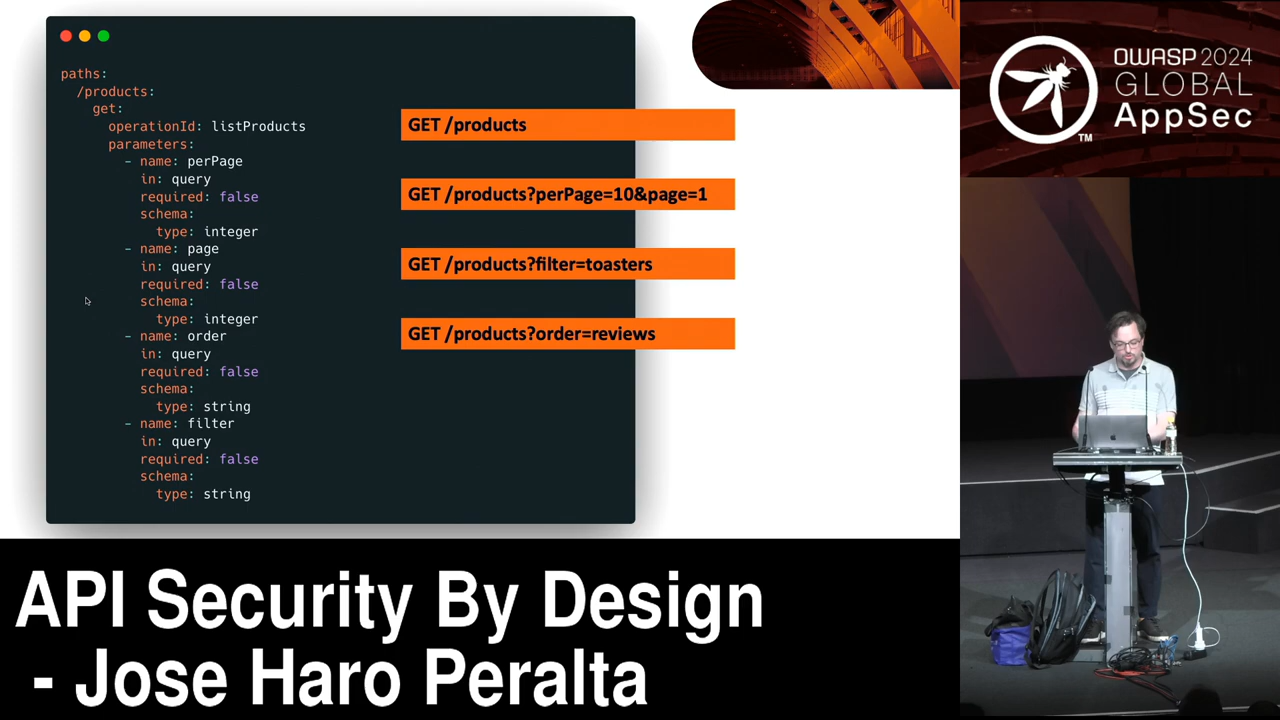 paths:
/products:
get:
operationId: listProducts
parameters:
- name: perPage
in: query
required: false
schema:
type: integer
- name: page
in: query
required: false
schema:
type: integer
- name: order
in: query
required: false
schema:
type: string
- name: filter
in: query
required: false
schema:
type: string
GET /products
GET /products?perPage=10&page=1
GET /products?filter=toasters
GET /products?order=reviews
OWASP 2024
GLOBAL
AppSec
TM
API Security By Design
- Jose Haro Peralta